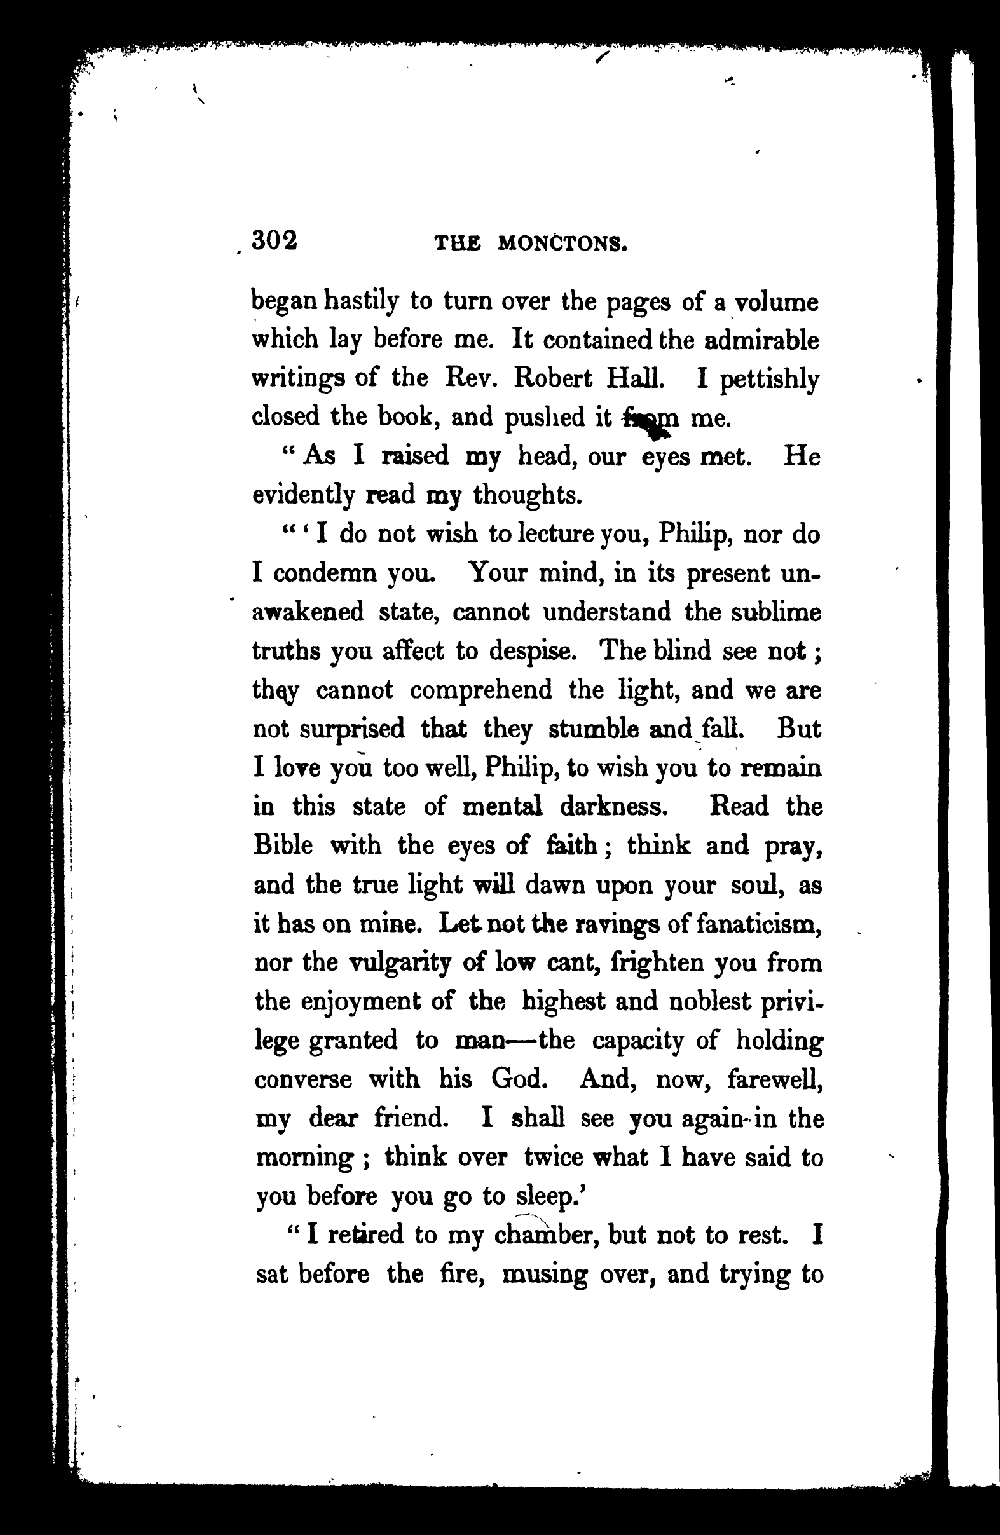 302 THE MONCTONS.
began hastily to turn over the pages of a volume
which lay before me. It contained the admirable
writings of the Rev. Robert Hall. I pettishly
closed the book, and pushed it from me.
“ As I raised my head, our eyes met. He
evidently read my thoughts.
“ ‘ I do not wish to lecture you, Philip, nor do
I condemn you. Your mind, in its present un-
awakened state, cannot understand the sublime
truths you affect to despise. The blind see not ;
they cannot comprehend the light, and we are
not surprised that they stumble and fall. But
I love you too well, Philip, to wish you to remain
in this state of mental darkness. Read the
Bible with the eyes of faith ; think and pray,
and the true light will dawn upon your soul, as
it has on mine. Let not the ravings of fanaticism,
nor the vulgarity of low cant, frighten you from
the enjoyment of the highest and noblest privi-
lege granted to man—the capacity of holding
converse with his God. And, now, farewell,
my dear friend. I shall see you again in the
morning ; think over twice what I have said to
you before you go to sleep.’
“ I retired to my chamber, but not to rest. I
sat before the fire, musing over, and trying to